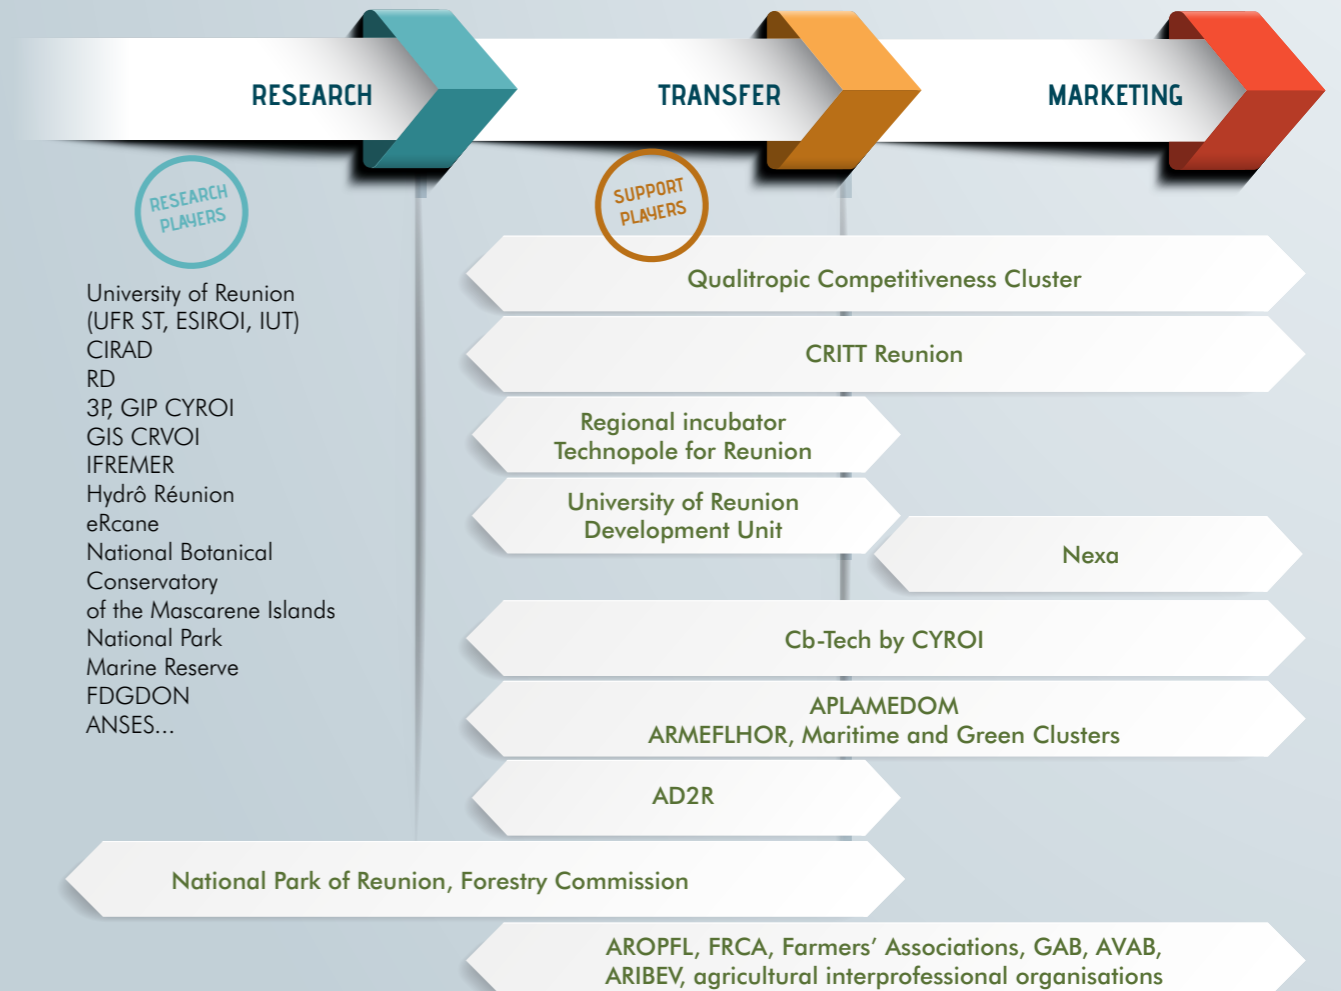 RESEARCH
TRANSFER
MARKETING
RESEARCH
PLAYERS
SUPPORT
PLAYERS
University of Reunion
(UFR ST, ESIROI, IUT)
CIRAD
RD
3P, GIP CYROI
GIS CRVOI
IFREMER
Hydrô Réunion
eRcane
National Botanical
Conservatory
of the Mascarene Islands
National Park
Marine Reserve
FDGDON
ANSES...
Qualitropic Competitiveness Cluster
CRITT Reunion
Regional incubator
Technopole for Reunion
University of Reunion
Development Unit
Nexa
Cb-Tech by CYROI
APLAMEDOM
ARMEFLHOR, Maritime and Green Clusters
AD2R
National Park of Reunion, Forestry Commission
AROPFL, FRCA, Farmers’ Associations, GAB, AVAB,
ARIBEV, agricultural interprofessional organisations